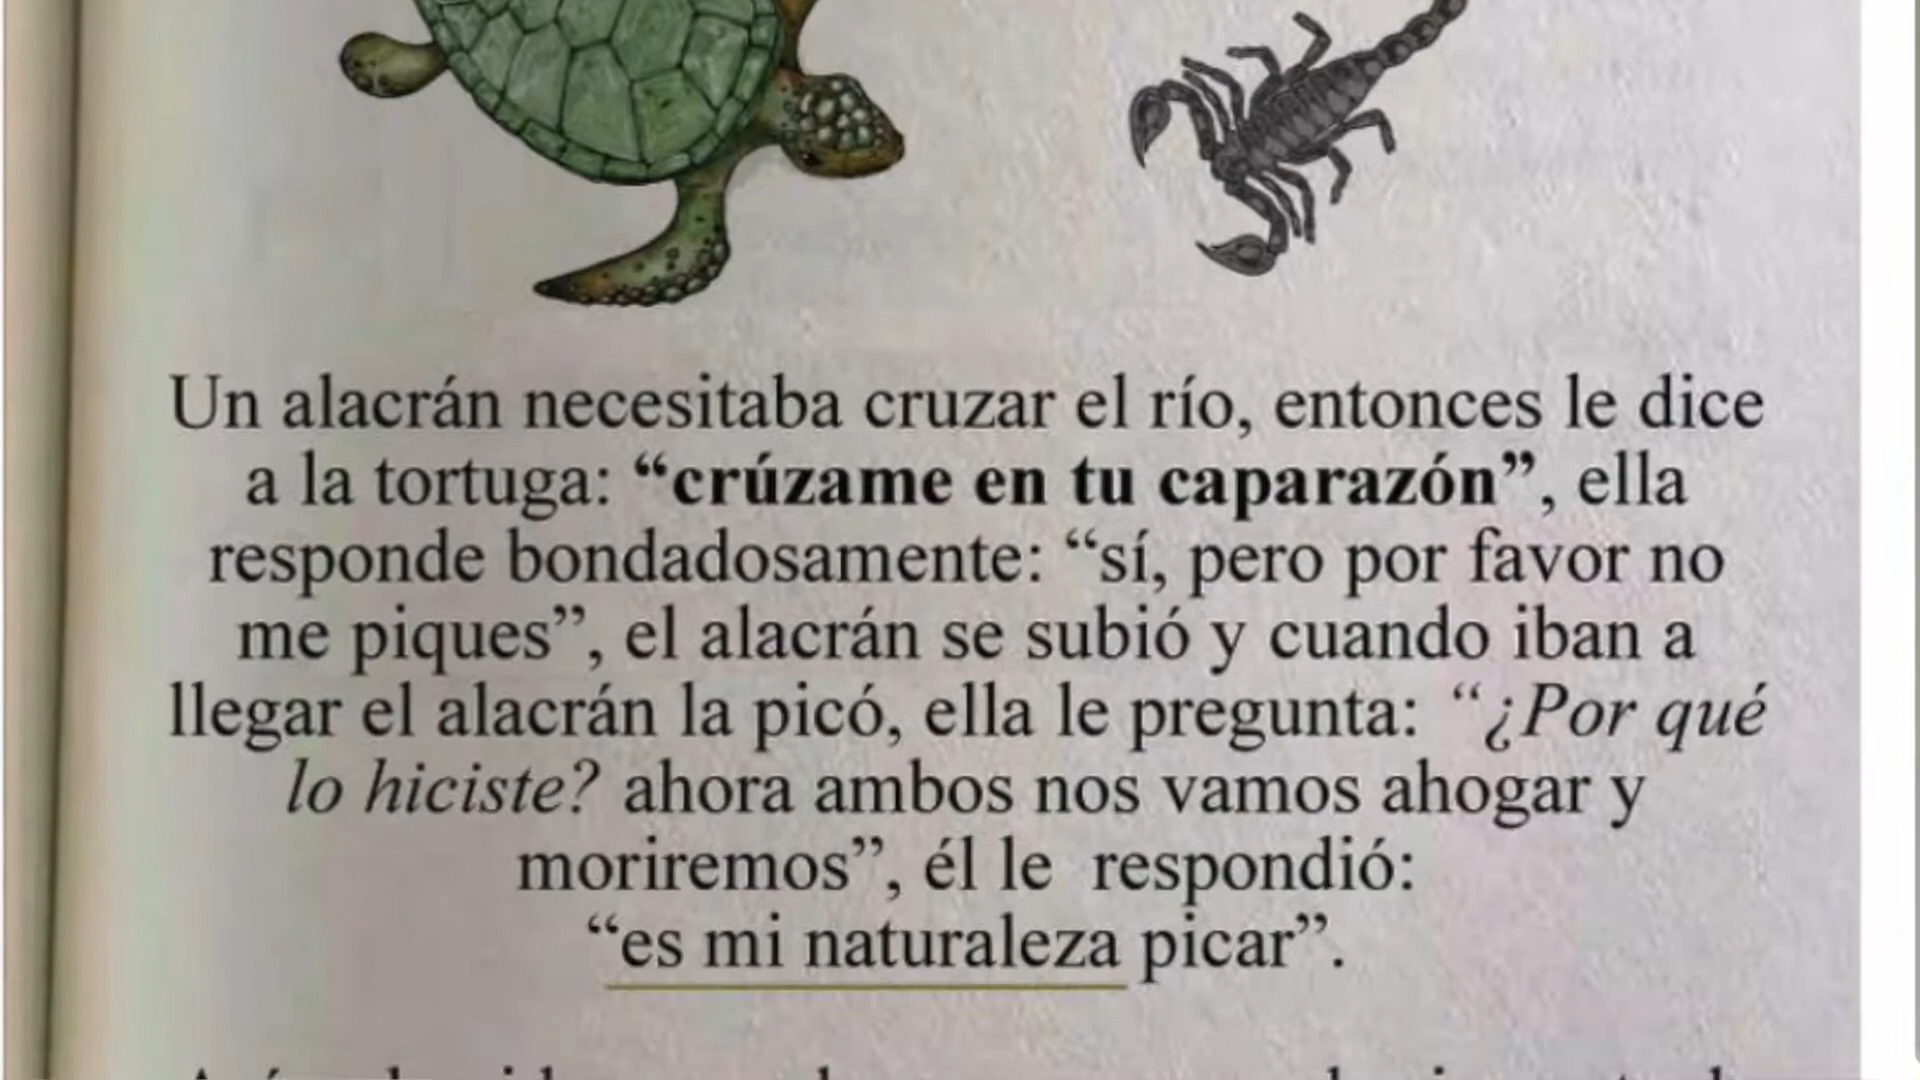 Un alacrán necesitaba cruzar el río, entonces le dice
a la tortuga: “crúzame en tu caparazón”, ella
responde bondadosamente: “sí, pero por favor no
me piques”, el alacrán se subió y cuando iban a
llegar el alacrán la picó, ella le pregunta: “¿Por qué
lo hiciste? ahora ambos nos vamos ahogar y
moriremos”, él le respondió:
“es mi naturaleza picar”.